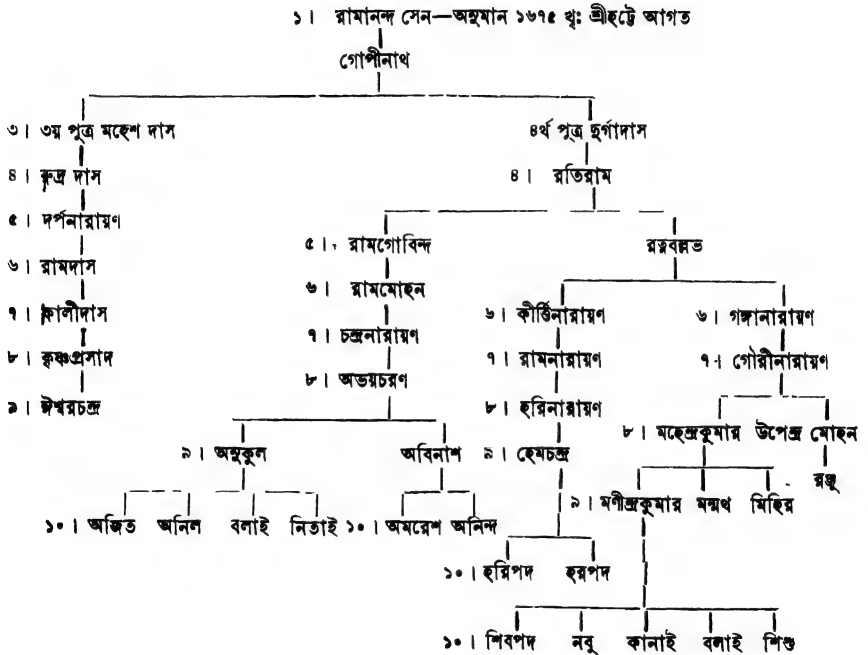 ১। রামানন্দ সেন—অনুমান ১৬৭৫ খৃঃ শ্রীহট্টে আগত
গোপীনাথ
৩। ৩য় পুত্র মহেশ দাস ৪র্থ পুত্র দুর্গাদাস
৪। রুদ্র দাস ৪। রতিরাম
৫। দর্পনারায়ণ
৫। রামগোবিন্দ রত্নবল্লভ
৬। রামদাস
৬। রামমোহন
৭। কালীদাস ৬। কীর্ত্তিনারায়ণ ৬। গঙ্গানারায়ণ
৭। চন্দ্রনারায়ণ
৮। কৃষ্ণপ্রসাদ ৭। রামনারায়ণ ৭। গৌরীনারায়ণ
৮। অভয়চরণ
৯। ঈশ্বরচন্দ্র ৮। হরিনারায়ণ
৮। মহেন্দ্রকুমার উপেন্দ্র মোহন
৯। অনুকুল অবিনাশ ৯। হেমচন্দ্র
রঞ্জু
৯। মণীন্দ্রকুমার মন্মথ মিহির
১০। অজিত অনিল বলাই নিতাই ১০। অমরেশ অনিন্দ
১০। হরিপদ হরপদ
১০। শিবপদ নবু কানাই বলাই শিশু